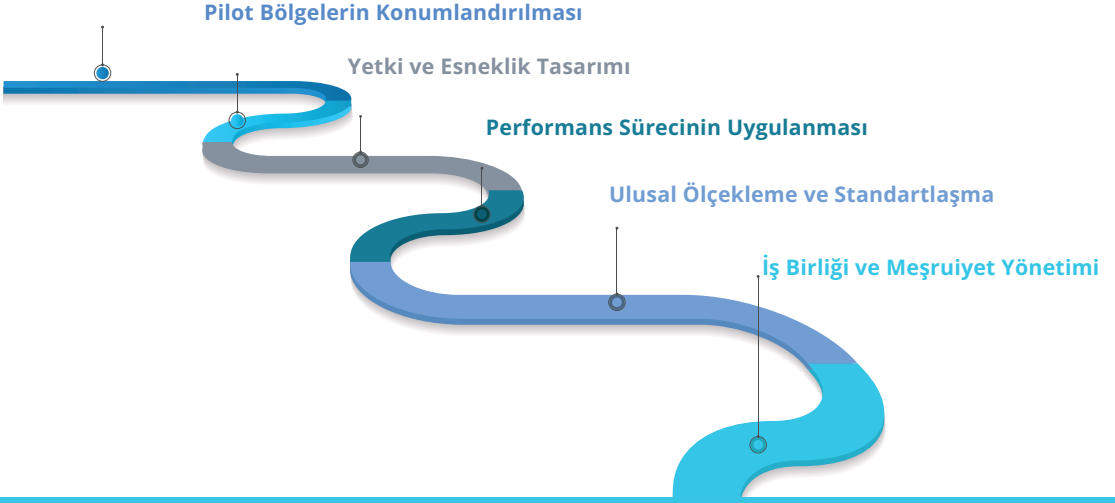 Pilot Bölgelerin Konumlandırılması
Yetki ve Esneklik Tasarımı
Performans Sürecinin Uygulanması
Ulusal Ölçekleme ve Standartlaşma
İş Birliği ve Meşruiyet Yönetimi